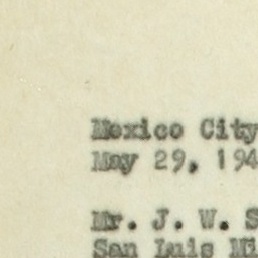 Mexico City
May 29, 194
Mr. J. W. S
San Luis Mi